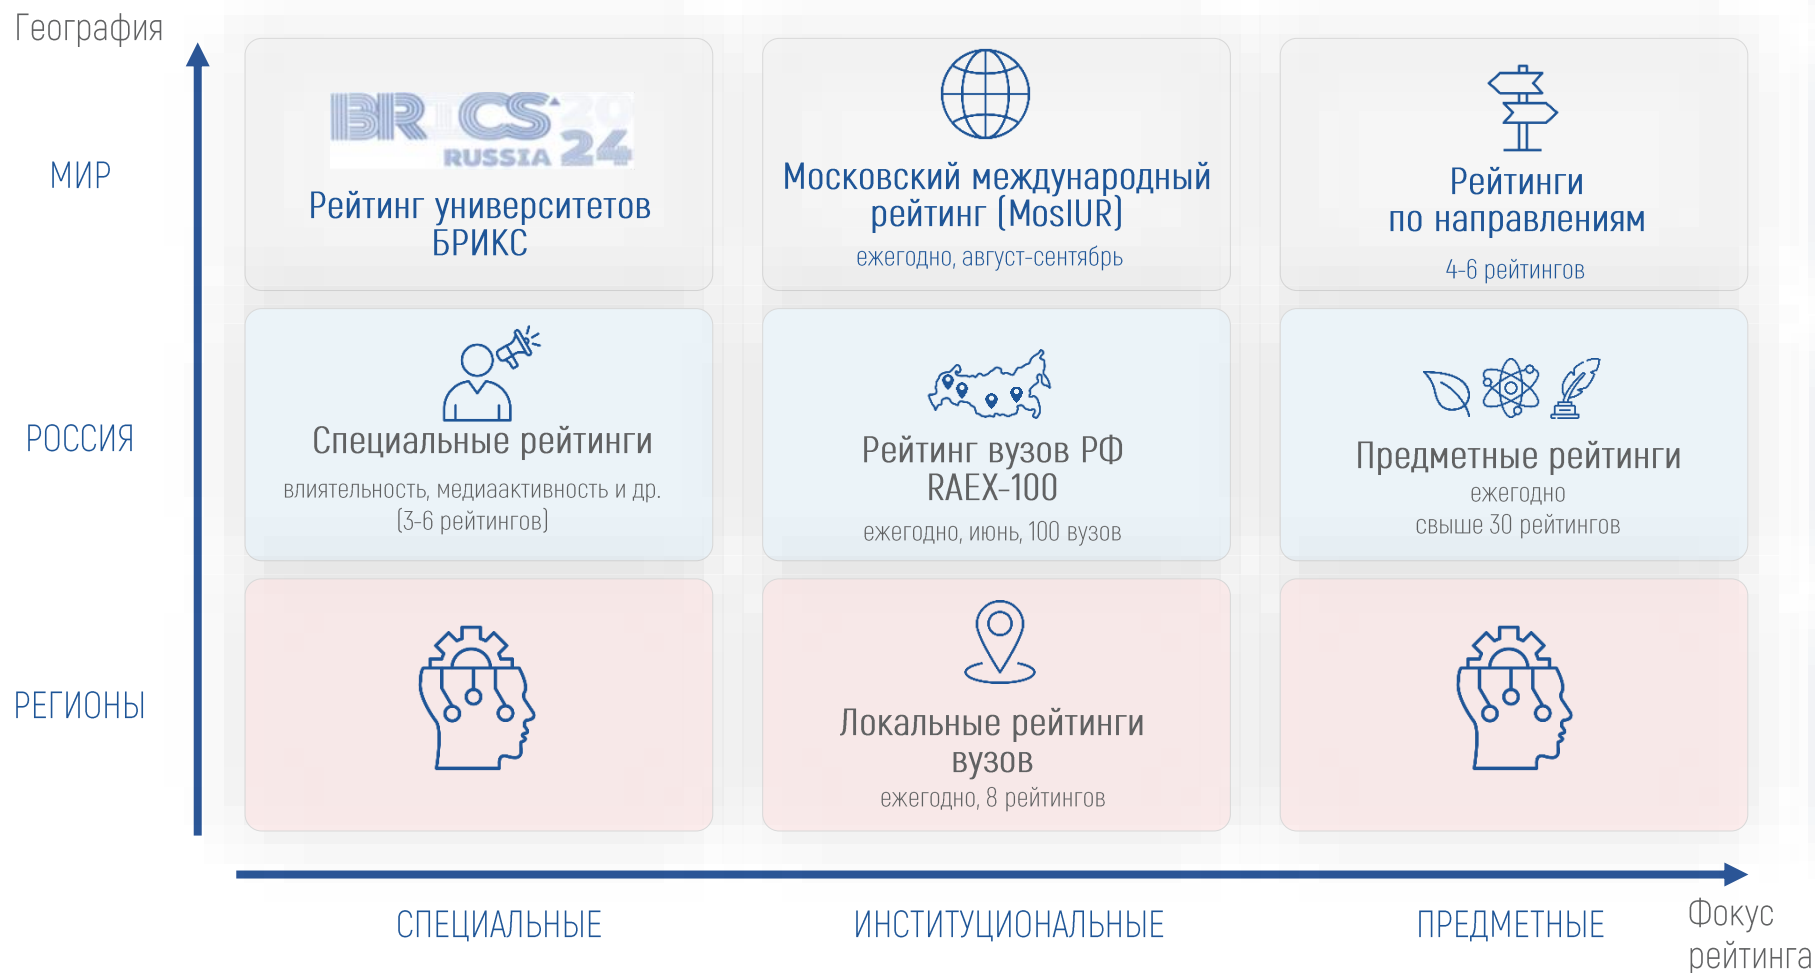 География
МИР
BRICS 2024
RUSSIA
Рейтинг университетов
БРИКС
Московский международный
рейтинг (MosIUR)
ежегодно, август-сентябрь
Рейтинги
по направлениям
4-6 рейтингов
РОССИЯ
Специальные рейтинги
влиятельность, медиаактивность и др.
(3-6 рейтингов)
Рейтинг вузов РФ
RAEX-100
ежегодно, июнь, 100 вузов
Предметные рейтинги
ежегодно
свыше 30 рейтингов
РЕГИОНЫ
Локальные рейтинги
вузов
ежегодно, 8 рейтингов
СПЕЦИАЛЬНЫЕ
ИНСТИТУЦИОНАЛЬНЫЕ
ПРЕДМЕТНЫЕ
Фокус
рейтинга